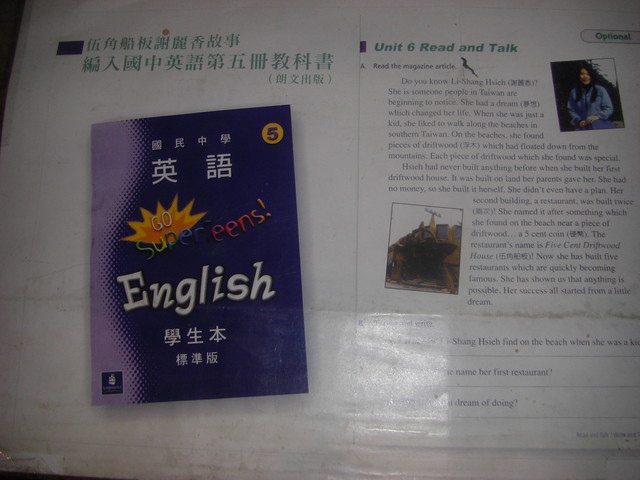 伍角船板謝麗香故事
編入國中英語第五冊教科書
(朗文出版)
國民中學
5
英語
GO
Superteens!
English
學生本
標準版
Optional
Unit 6 Read and Talk
A. Read the magazine article.
Do you know Li-Shang Hsieh (謝麗香)?
She is someone people in Taiwan are
beginning to notice. She had a dream (夢想)
which changed her life. When she was just a
kid, she liked to walk along the beaches in
southern Taiwan. On the beaches, she found
pieces of driftwood (浮木) which had floated down from the
mountains. Each piece of driftwood which she found was special.
Hsieh had never built anything before when she built her first
driftwood house. It was built on land her parents gave her. She had
no money, so she built it herself. She didn't even have a plan. Her
second building, a restaurant, was built twice
(兩次)! She named it after something which
she found on the beach near a piece of
driftwood... a 5 cent coin
The
restaurant's name is Five Cent Driftwood
House (伍角船板)! Now she has built five
restaurants which are quickly becoming
famous. She has shown us that anything is
possible. Her success all started from a little
dream.
write.
Li-Shang Hsieh find on the beach when she was a kid
name her first restaurant?
dream of doing?
Read and Talk